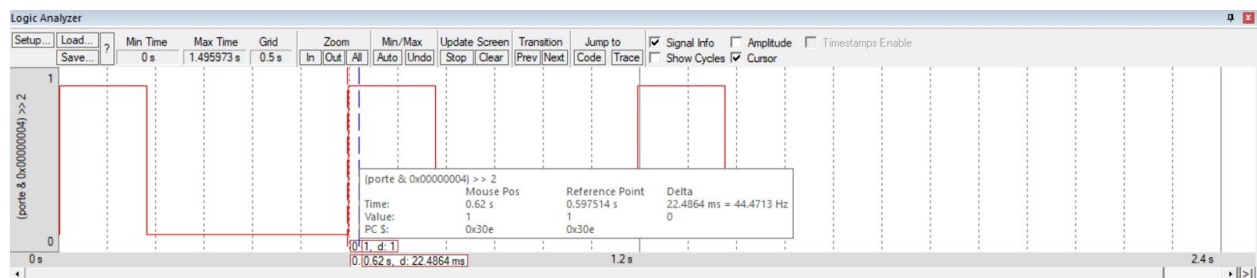 Logic Analyzer
Setup... Load... ? Min Time Max Time Grid Zoom Min/Max Update Screen Transition Jump to Signal Info Amplitude Timestamps Enable
Save... 0 s 1.495973 s 0.5 s In Out All Auto Undo Stop Clear Prev Next Code Trace Show Cycles Cursor
1
(porte & 0x00000004) >> 2
0
(porte & 0x00000004) >> 2
Mouse Pos Reference Point Delta
Time: 0.62 s 0.597514 s 22.4864 ms = 44.4713 Hz
Value: 1 1 0
PC $: 0x30e 0x30e
1, d: 1
0.62 s, d: 22.4864 ms
0 s 1.2 s 2.4 s